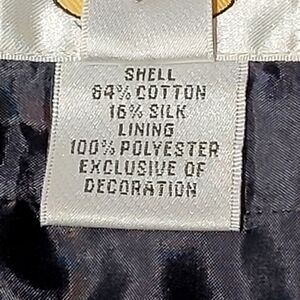 SHELL
84% COTTON
16% SILK
LINING
100% POLYESTER
EXCLUSIVE OF
DECORATION